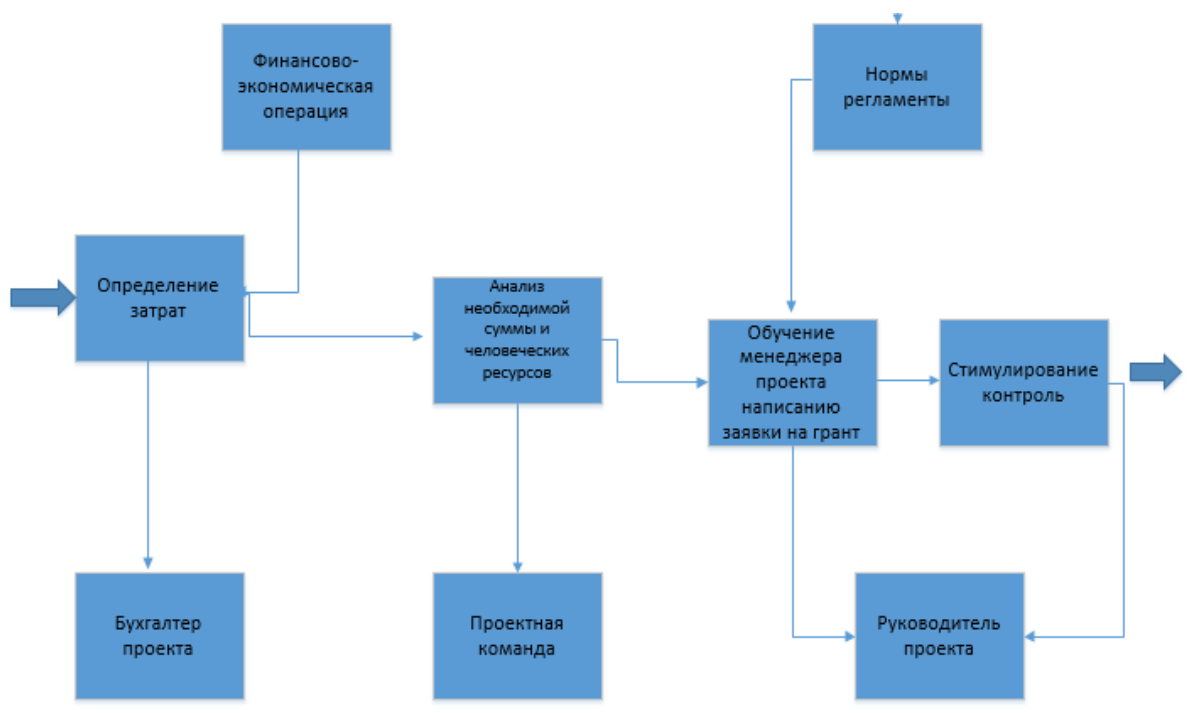 Финансово-
экономическая
операция
Нормы
регламенты
Определение
затрат
Анализ
необходимой
суммы и
человеческих
ресурсов
Обучение
менеджера
проекта
написанию
заявки на грант
Стимулирование
контроль
Бухгалтер
проекта
Проектная
команда
Руководитель
проекта